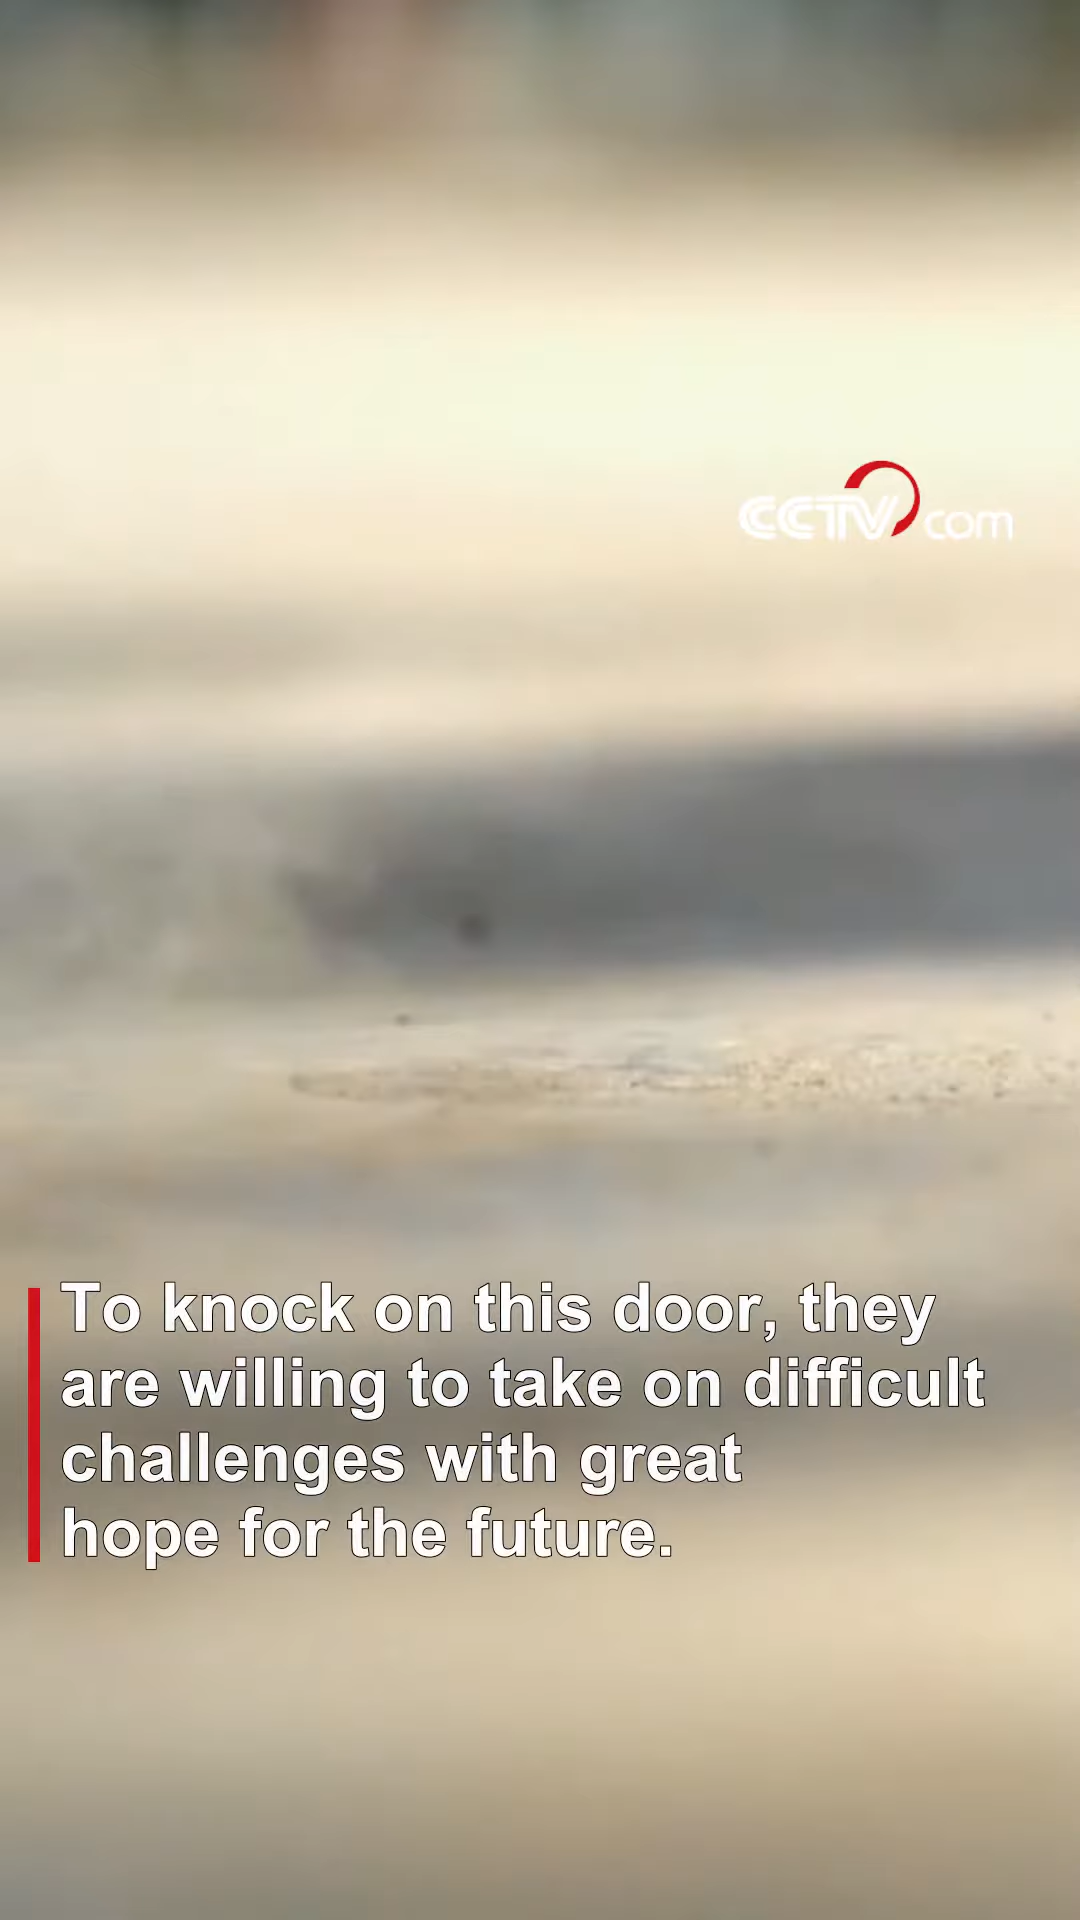 CCTV com
To knock on this door, they
are willing to take on difficult
challenges with great
hope for the future.